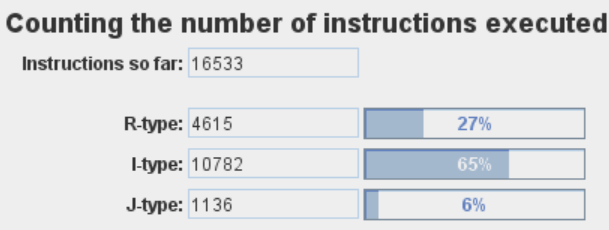 Counting the number of instructions executed
Instructions so far: 16533
R-type: 4615 27%
I-type: 10782 65%
J-type: 1136 6%